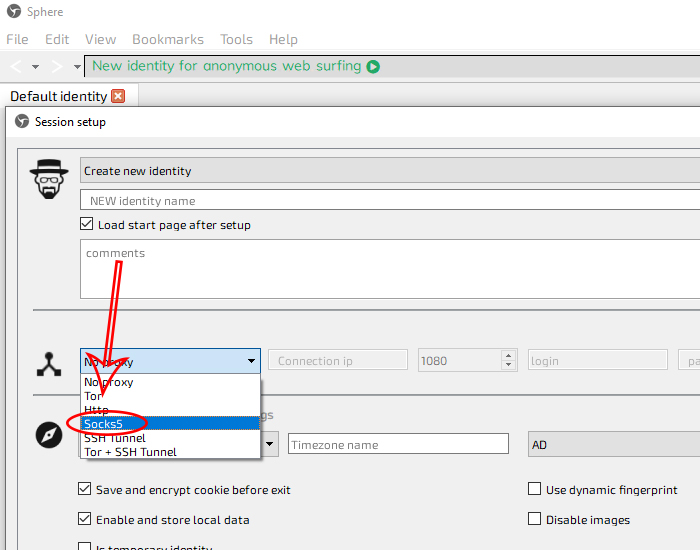 Sphere
File Edit View Bookmarks Tools Help
New identity for anonymous web surfing
Default identity
Session setup
Create new identity
NEW identity name
Load start page after setup
comments
No proxy
Connection ip
1080
login
pa
No proxy
Tor
Http
Socks5
SSH Tunnel
Tor + SSH Tunnel
gs
Timezone name
AD
Save and encrypt cookie before exit
Use dynamic fingerprint
Enable and store local data
Disable images
Is temporary identity